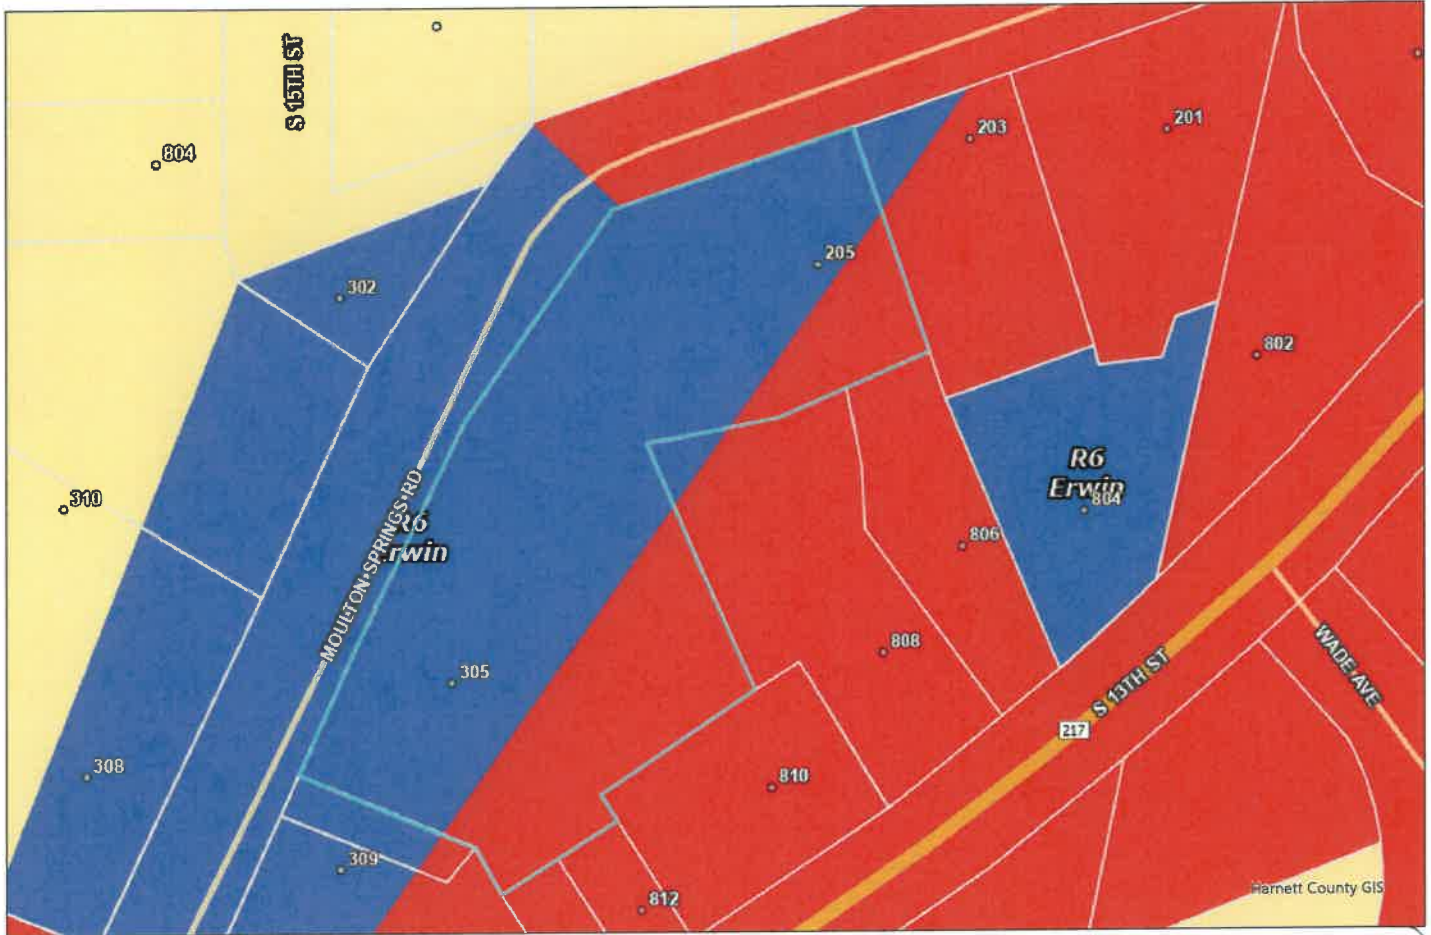 S 15TH ST
804
203
201
205
302
802
R6
Erwin
804
310
MOULTON SPRINGS RD
R6
Erwin
806
808
305
S 13TH ST
WADE AVE
217
308
810
309
812
Harnett County GIS